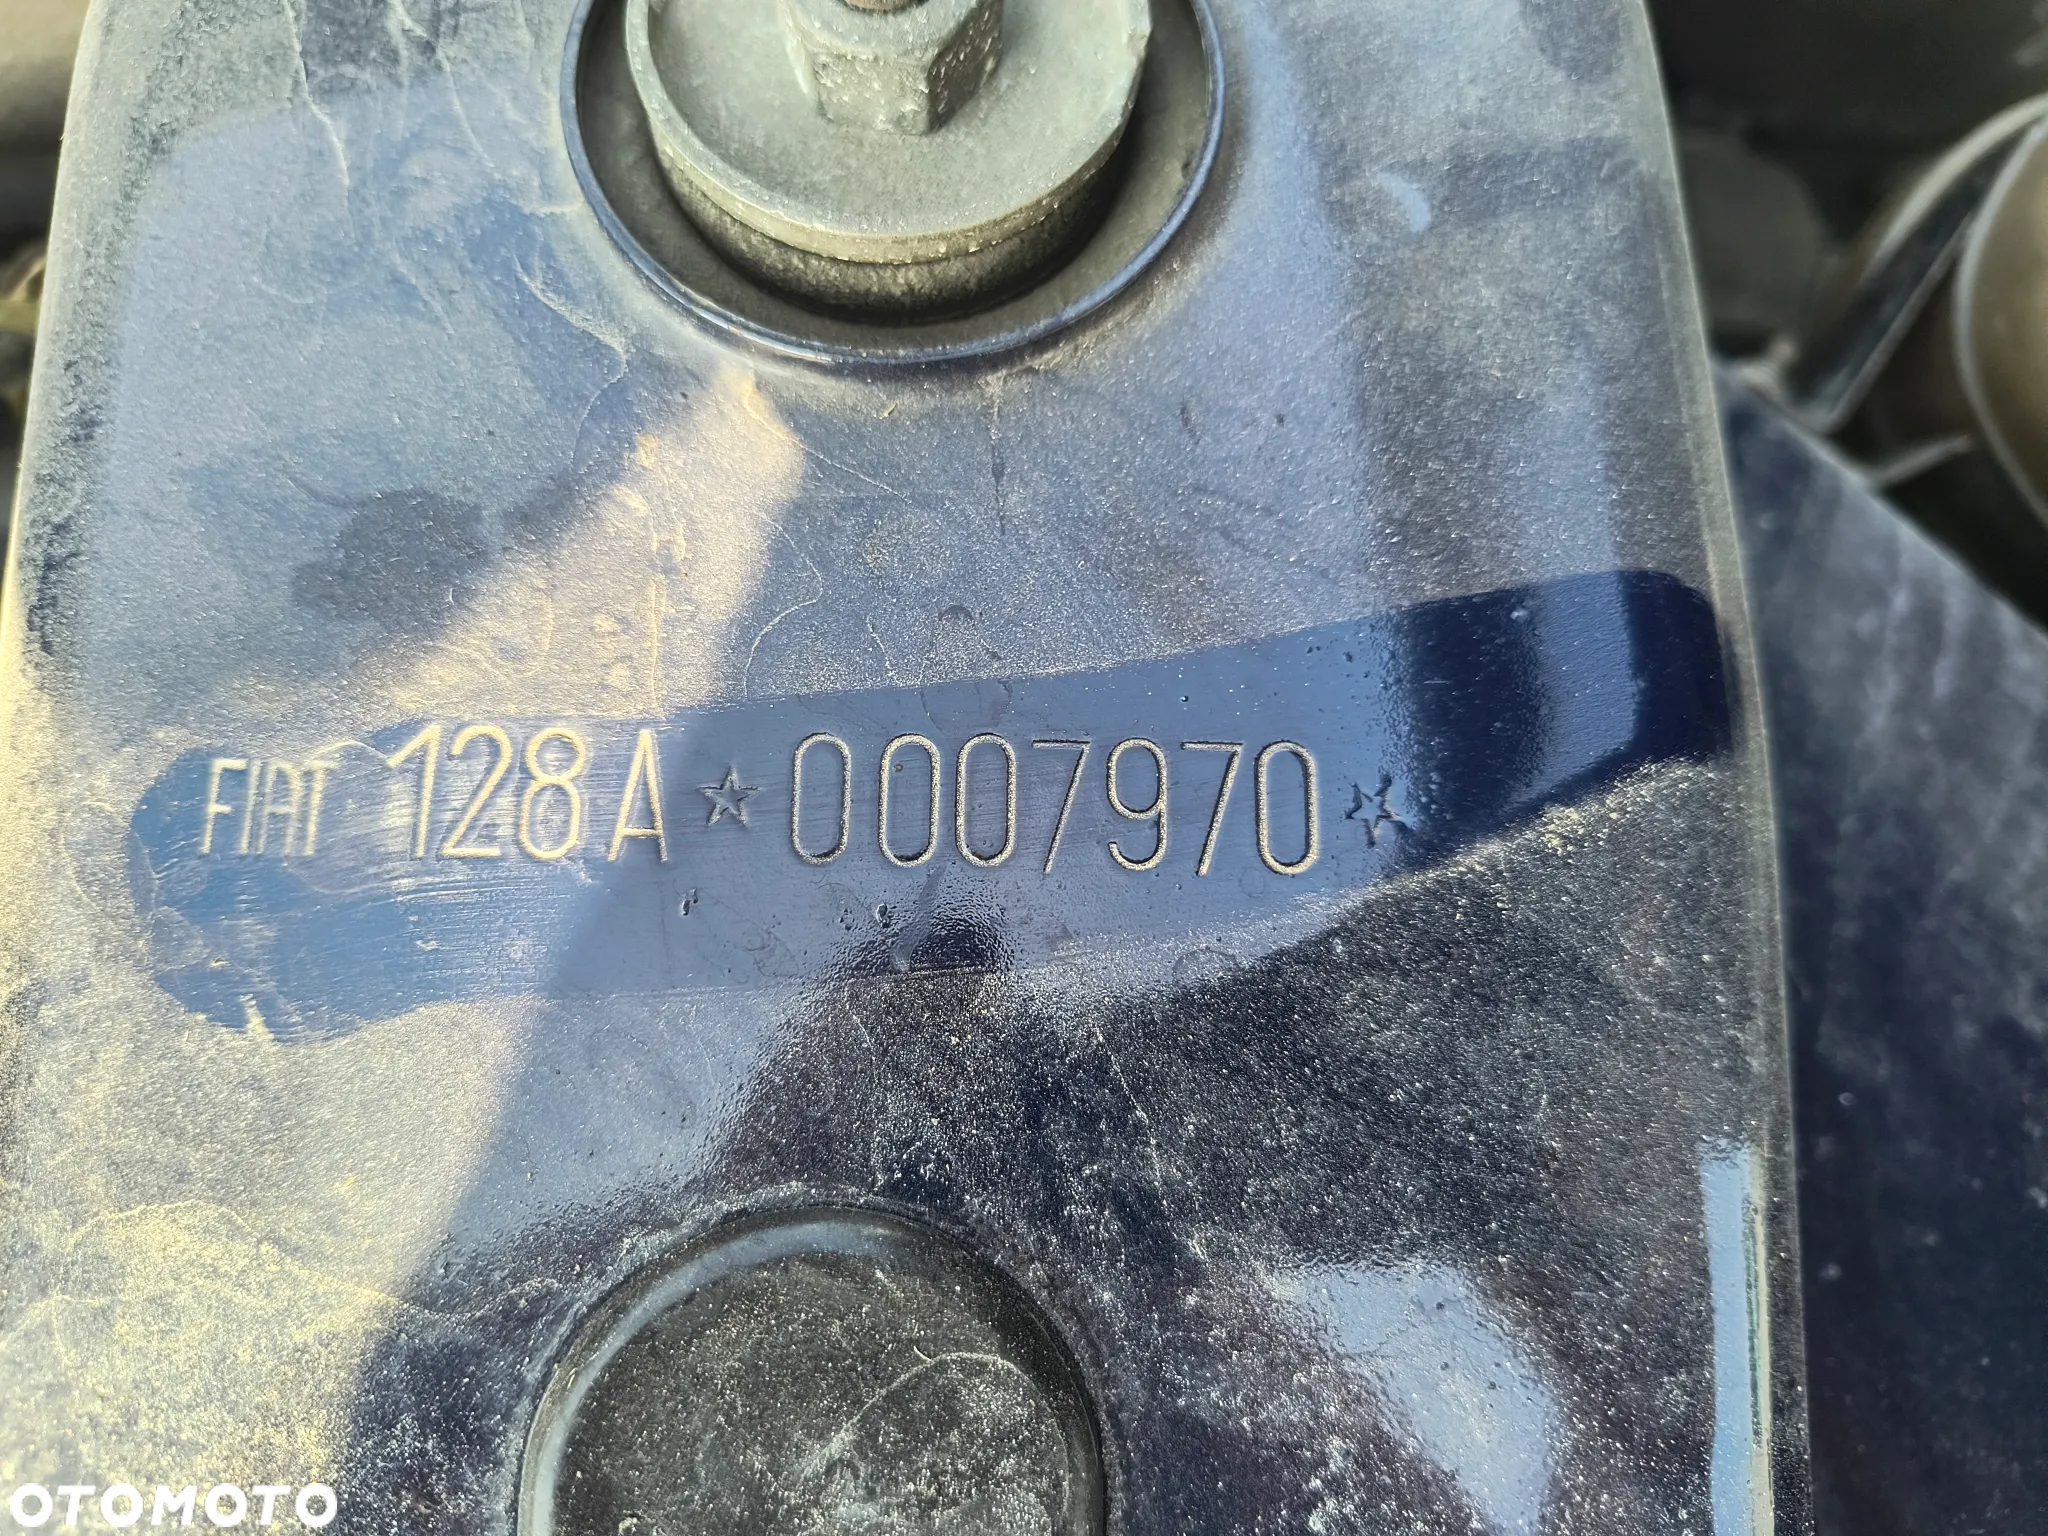 FIAT 128 A ☆ 0007970 ☆
OTOMOTO